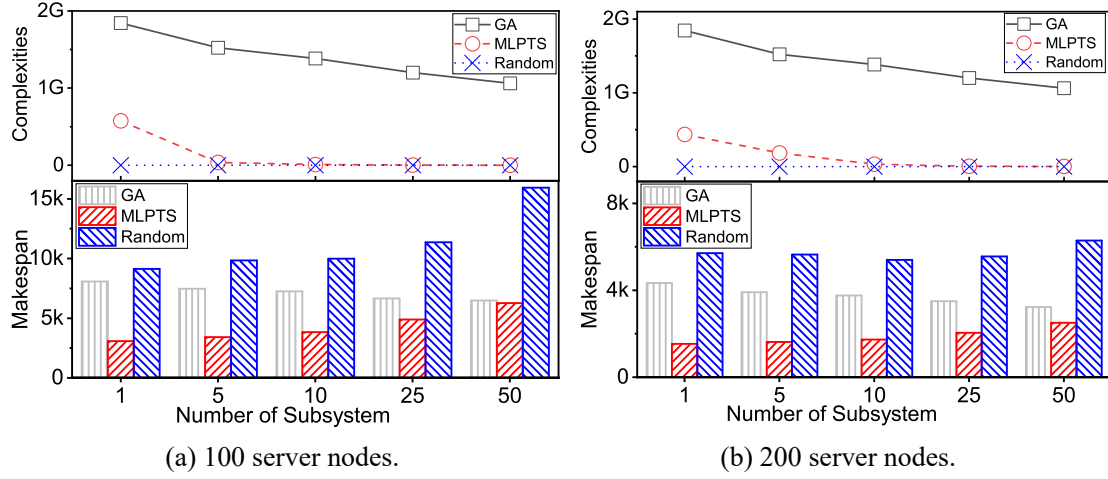 2G
1G
0
Complexities
GA
MLPTS
Random
15k
10k
5k
0
Makespan
GA
MLPTS
Random
1 5 10 25 50
Number of Subsystem
(a) 100 server nodes.
2G
1G
0
Complexities
GA
MLPTS
Random
8k
4k
0
Makespan
GA
MLPTS
Random
1 5 10 25 50
Number of Subsystem
(b) 200 server nodes.